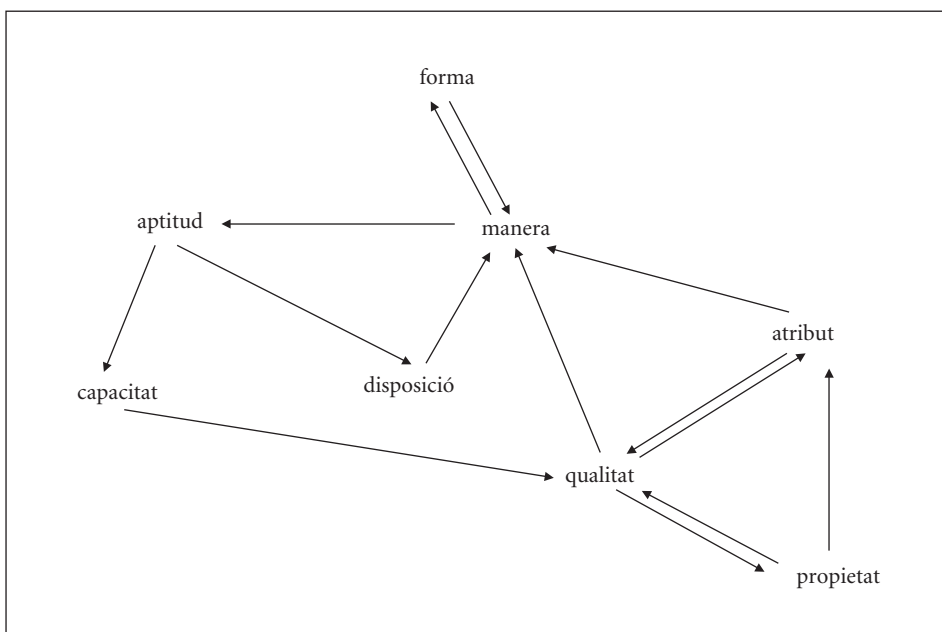 forma
aptitud
manera
atribut
disposició
capacitat
qualitat
propietat